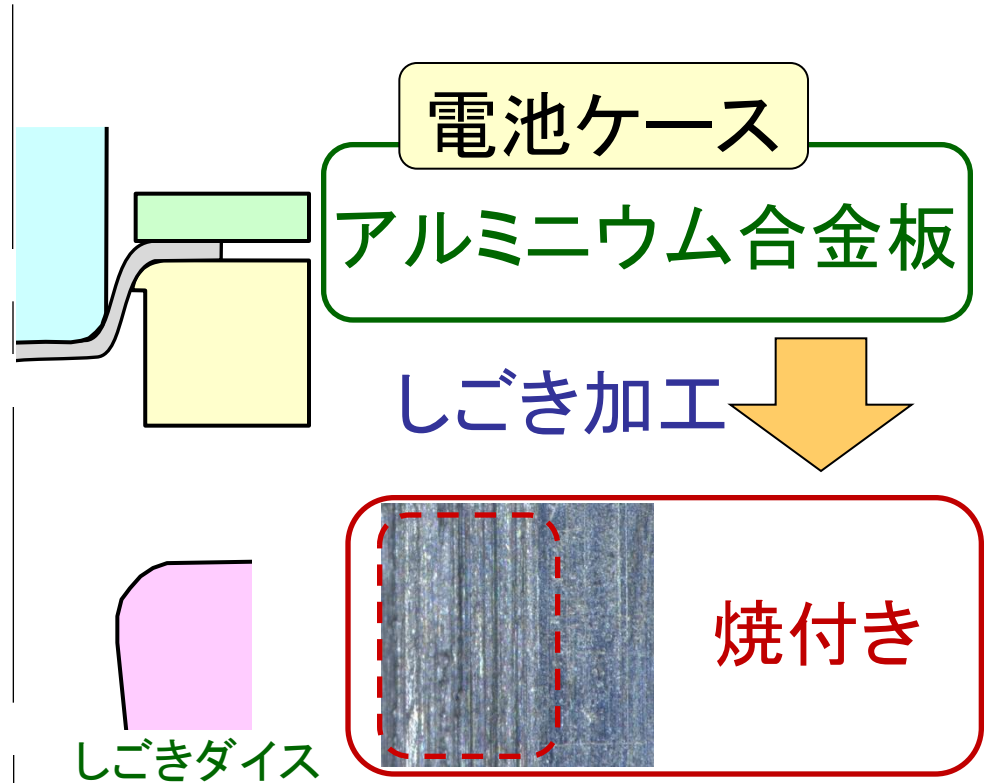 電池ケース
アルミニウム合金板
しごき加工
焼付き
しごきダイス